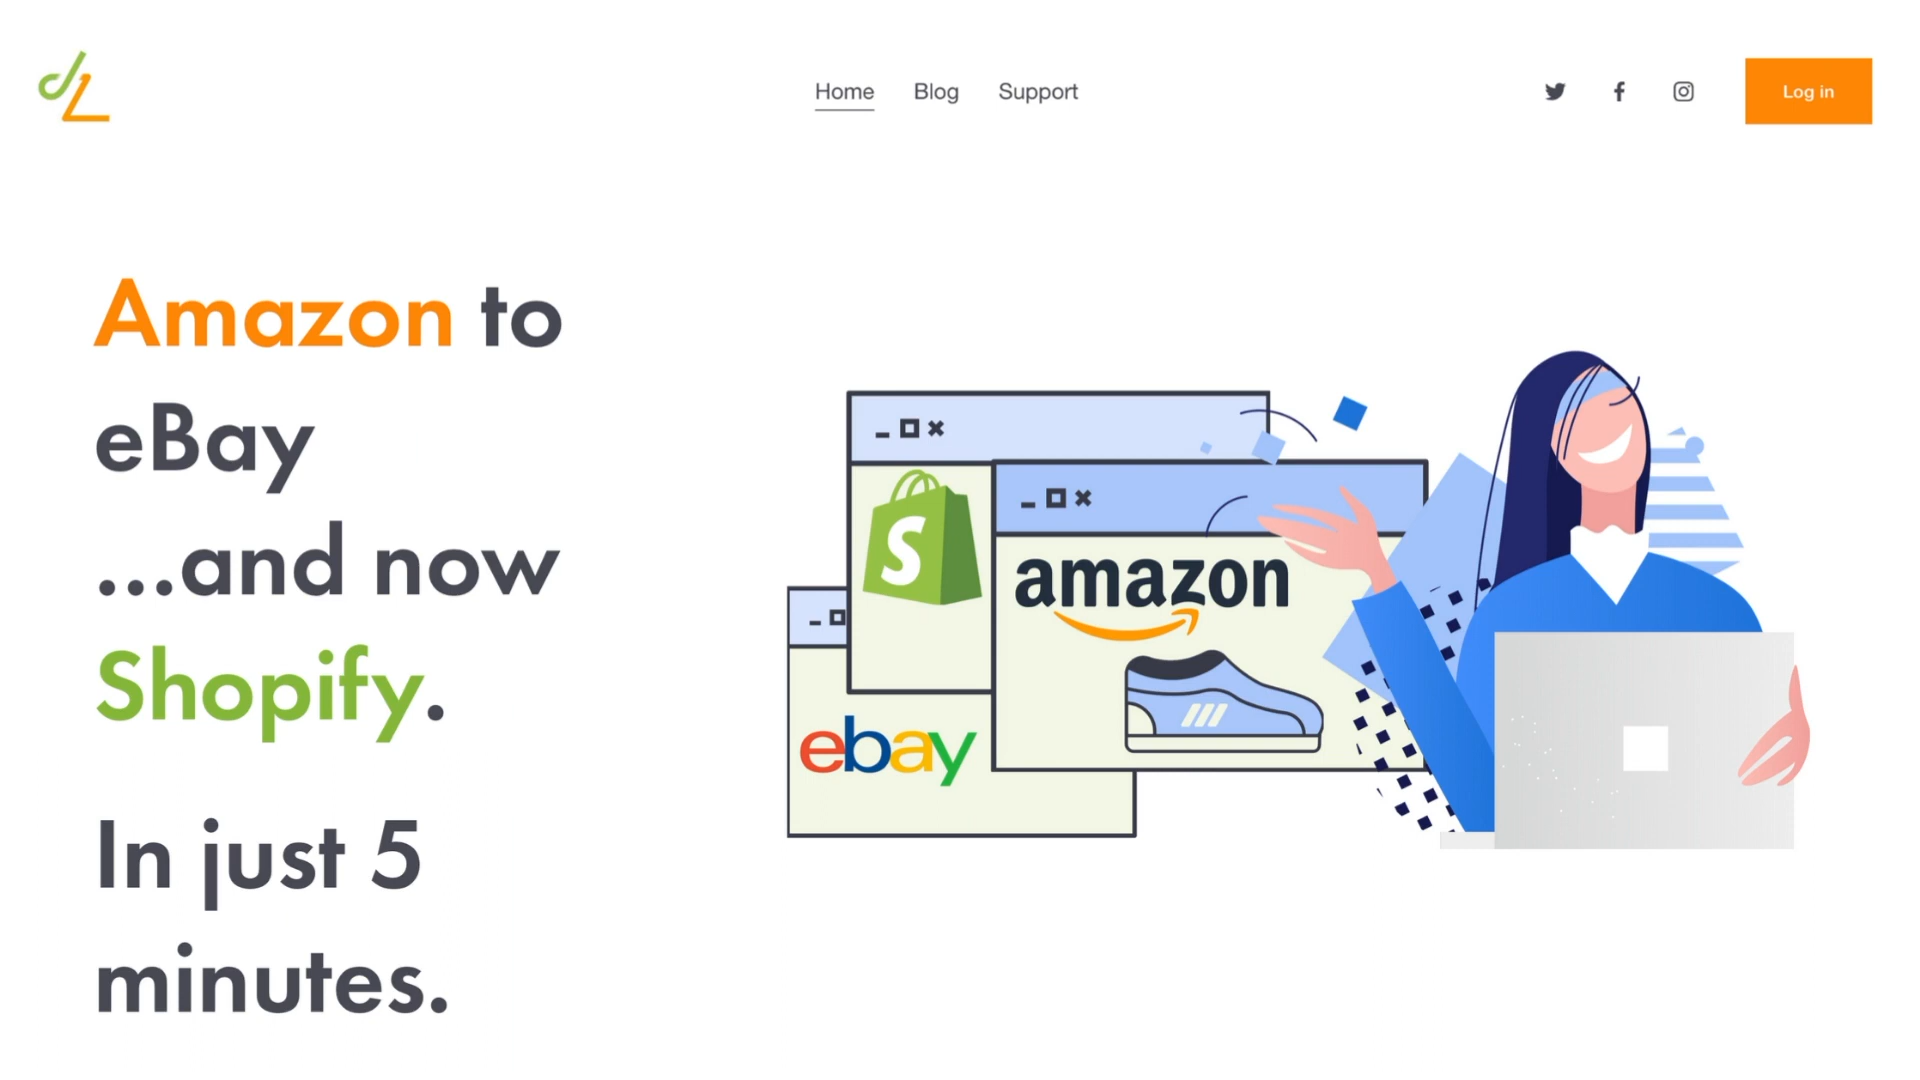 Home Blog Support
Log in
Amazon to
eBay
...and now
Shopify.
In just 5
minutes.
S
amazon
ebay